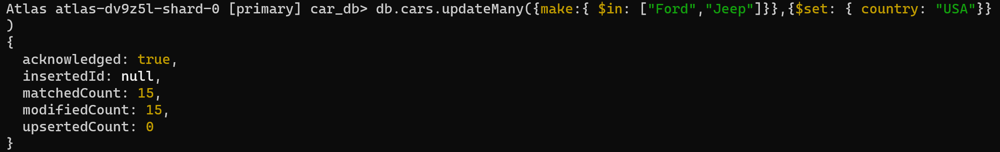 Atlas atlas-dv9z5l-shard-0 [primary] car_db> db.cars.updateMany({make:{ $in: ["Ford","Jeep"]}},{$set: { country: "USA"}}
)
{
  acknowledged: true,
  insertedId: null,
  matchedCount: 15,
  modifiedCount: 15,
  upsertedCount: 0
}